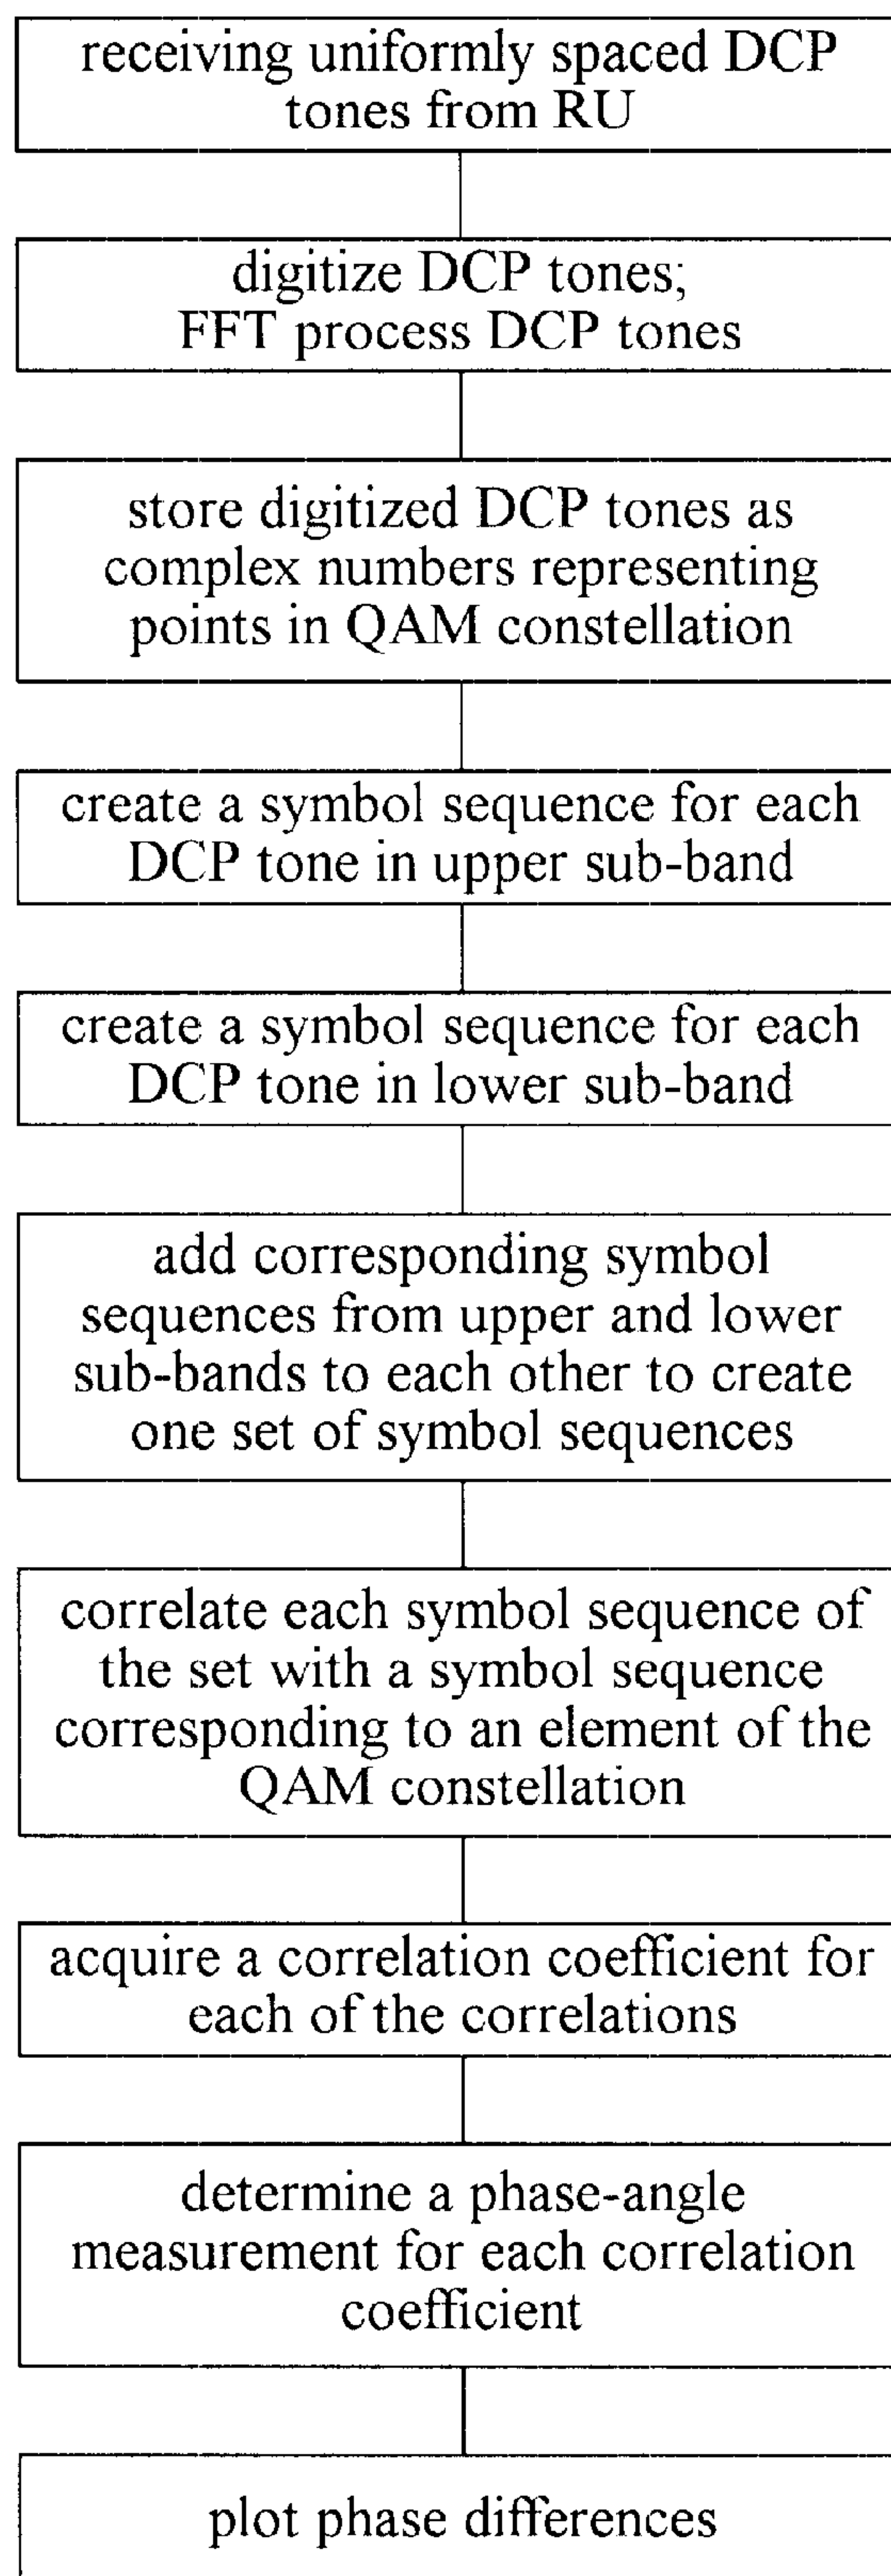 receiving uniformly spaced DCP
tones from RU
digitize DCP tones;
FFT process DCP tones
store digitized DCP tones as
complex numbers representing
points in QAM constellation
create a symbol sequence for each
DCP tone in upper sub-band
create a symbol sequence for each
DCP tone in lower sub-band
add corresponding symbol
sequences from upper and lower
sub-bands to each other to create
one set of symbol sequences
correlate each symbol sequence of
the set with a symbol sequence
corresponding to an element of the
QAM constellation
acquire a correlation coefficient for
each of the correlations
determine a phase-angle
measurement for each correlation
coefficient
plot phase differences